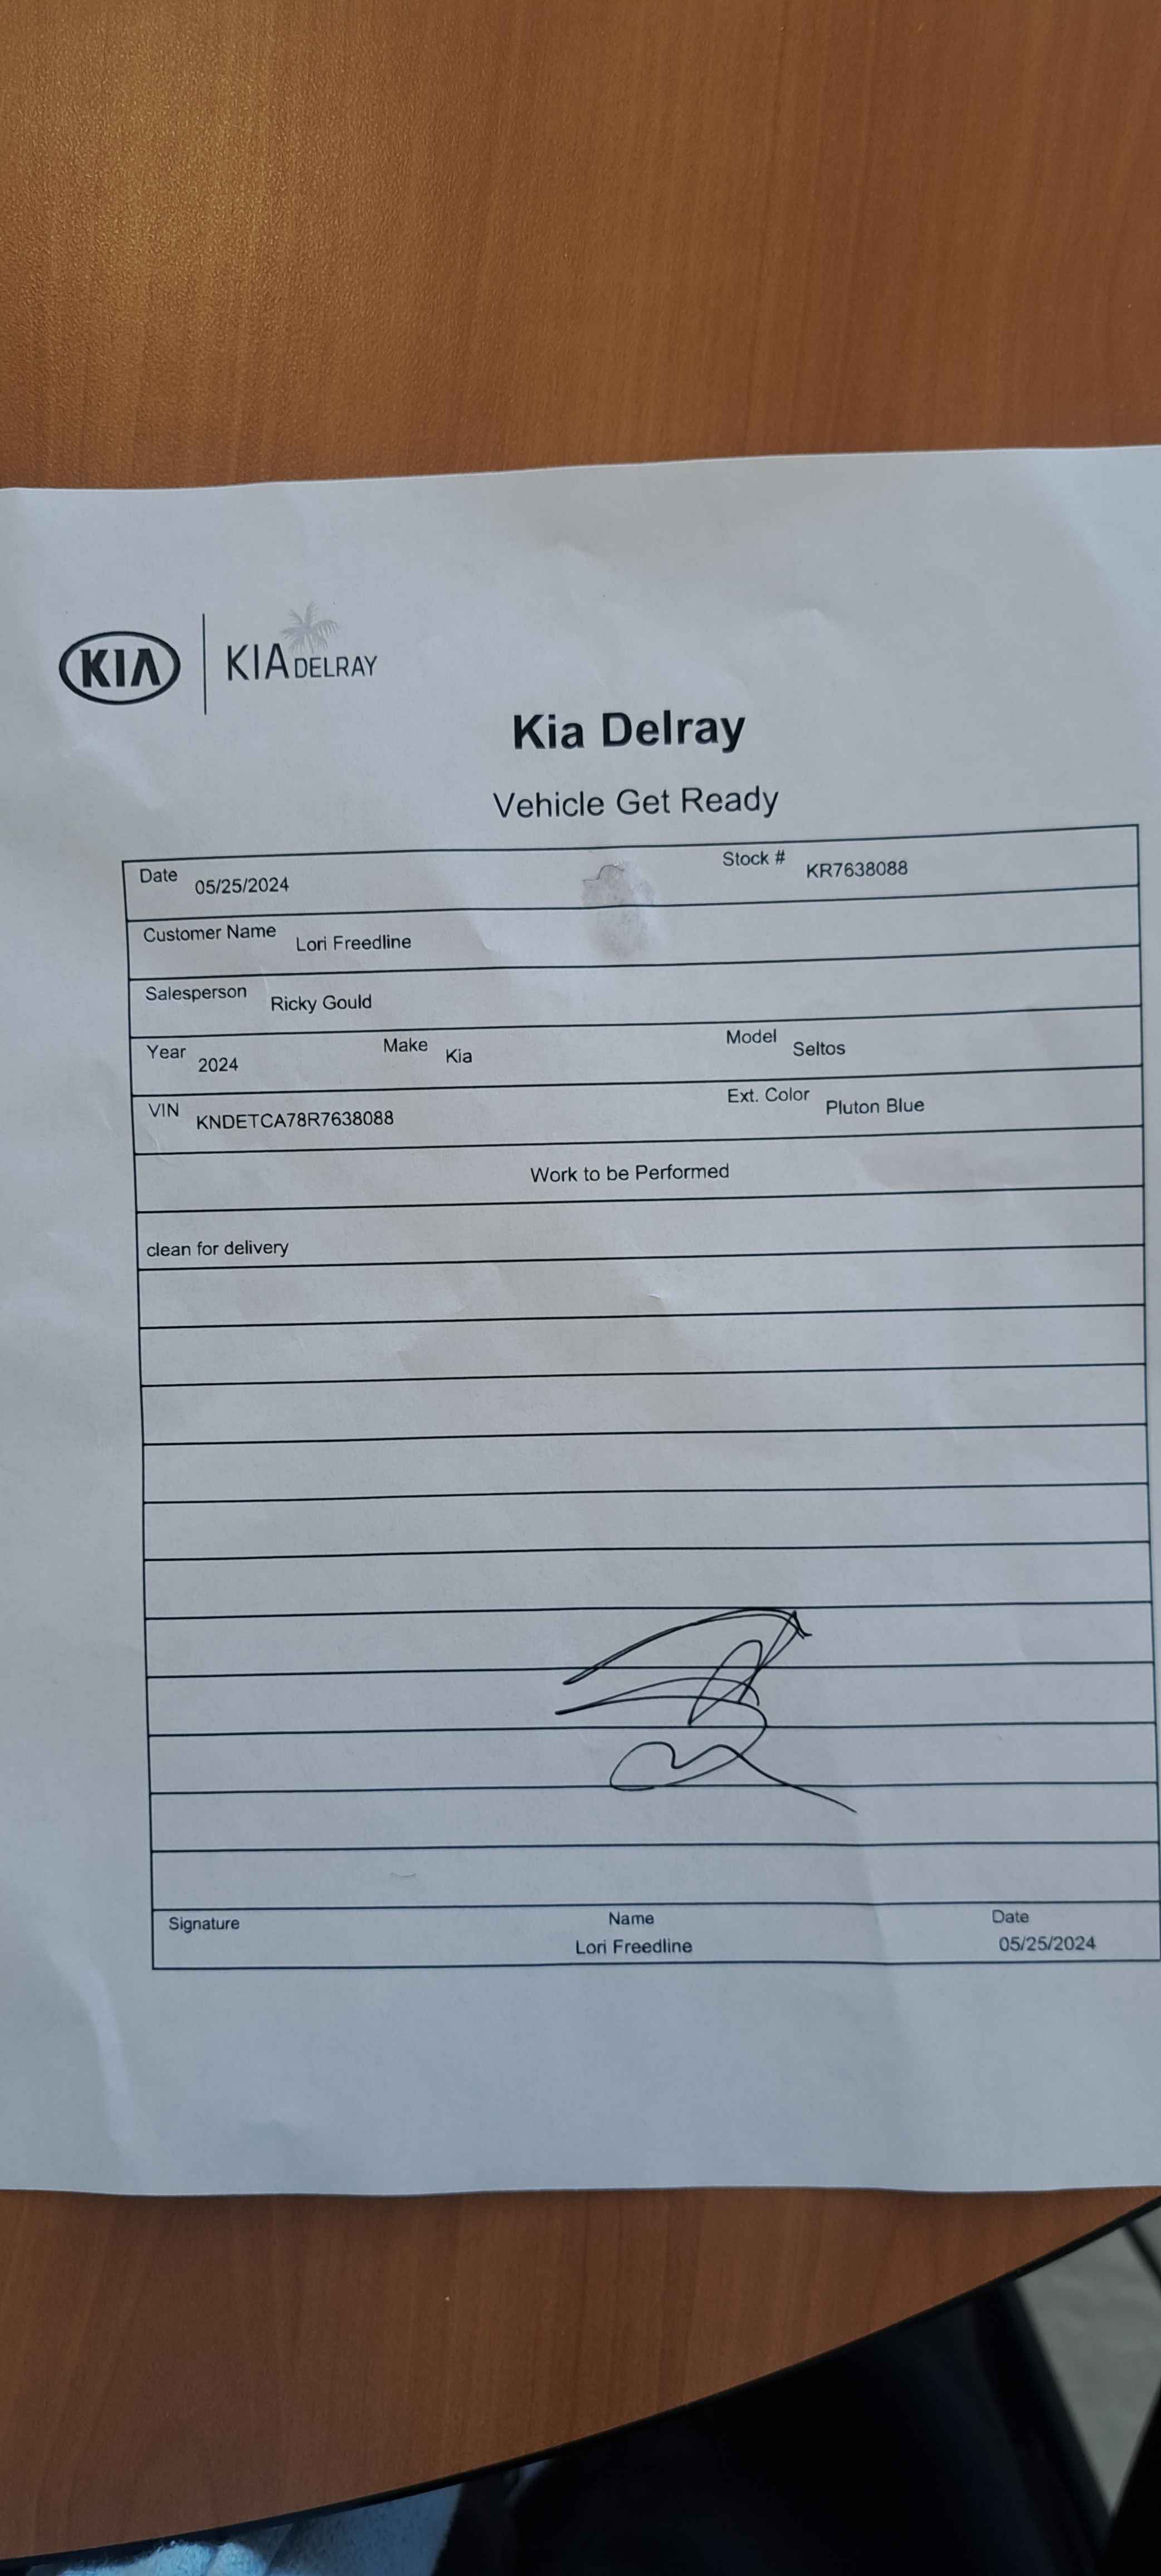 KIA KIA DELRAY
Kia Delray
Vehicle Get Ready
Date 05/25/2024 Stock # KR7638088
Customer Name Lori Freedline
Salesperson Ricky Gould
Year 2024 Make Kia Model Seltos
VIN KNDETCA78R7638088 Ext. Color Pluton Blue
Work to be Performed
clean for delivery
Signature Name Date
Lori Freedline 05/25/2024